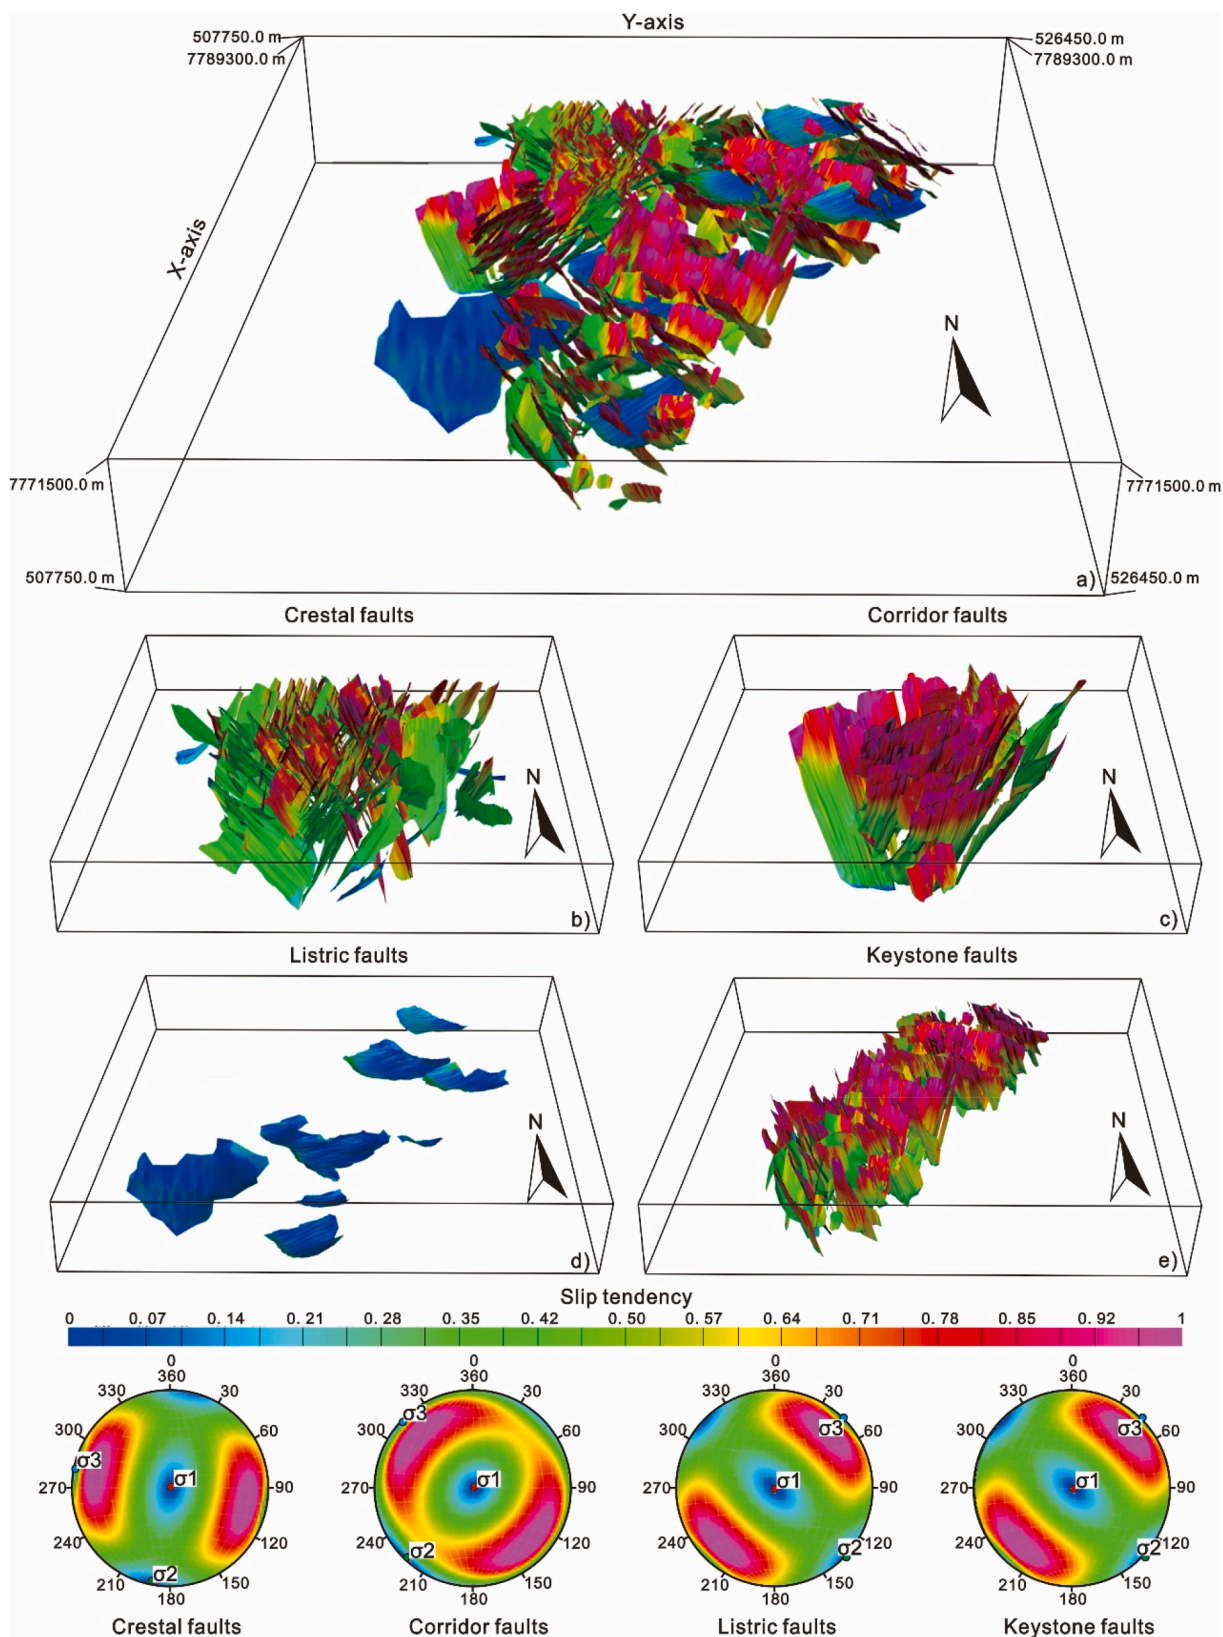 Y-axis
507750.0 m
526450.0 m
7789300.0 m
7789300.0 m
X-axis
N
7771500.0 m
7771500.0 m
507750.0 m
a)
526450.0 m
Crestal faults
Corridor faults
N
N
b)
c)
Listric faults
Keystone faults
N
N
d)
e)
Slip tendency
0 0.07 0.14 0.21 0.28 0.35 0.42 0.50 0.57 0.64 0.71 0.78 0.85 0.92 1
0 0 0 0
360 360 360 360
330 30 330 30 330 30 330 30
300 60 σ3 300 60 300 σ3 60 300 σ3 60
σ3
270 σ1 90 270 σ1 90 270 σ1 90 270 σ1 90
240 120 240 120 240 σ2 120 240 σ2 120
σ2 σ2
210 150 210 150 210 150 210 150
180 180 180 180
Crestal faults Corridor faults Listric faults Keystone faults